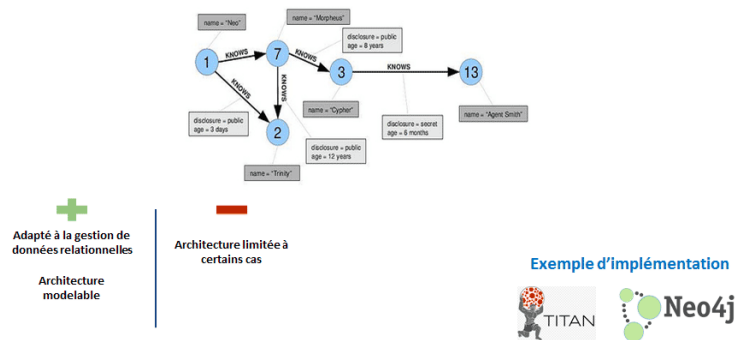 name = "Neo"
name = "Morpheus"
disclosure = public
age = 8 years
KNOWS
KNOWS
KNOWS
1
7
3
13
KNOWS
KNOWS
name = "Cypher"
name = "Agent Smith"
disclosure = public
age = 3 days
2
disclosure = public
age = 12 years
disclosure = secret
age = 6 months
name = "Trinity"
Adapté à la gestion de
données relationnelles
Architecture
modelable
Architecture limitée à
certains cas
Exemple d'implémentation
TITAN
Neo4j